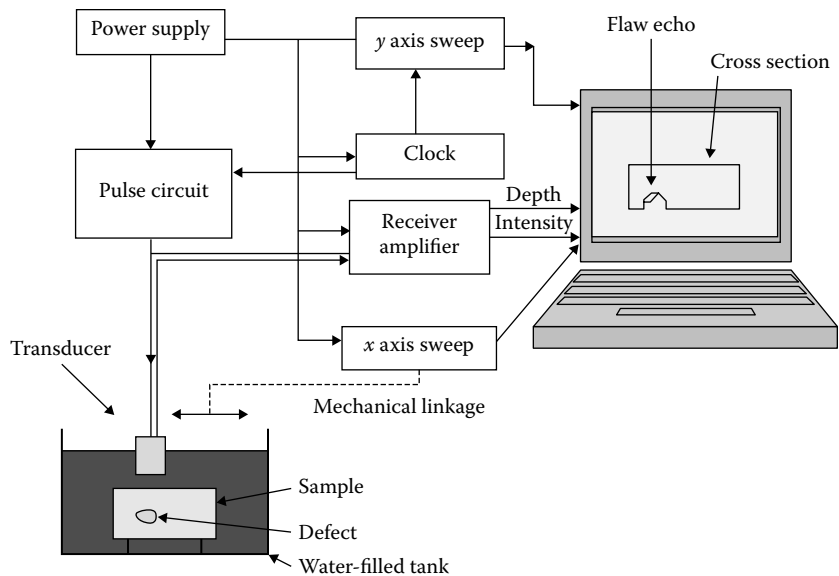 Power supply
y axis sweep
Flaw echo
Cross section
Clock
Pulse circuit
Depth
Receiver
amplifier
Intensity
x axis sweep
Transducer
Mechanical linkage
Sample
Defect
Water-filled tank